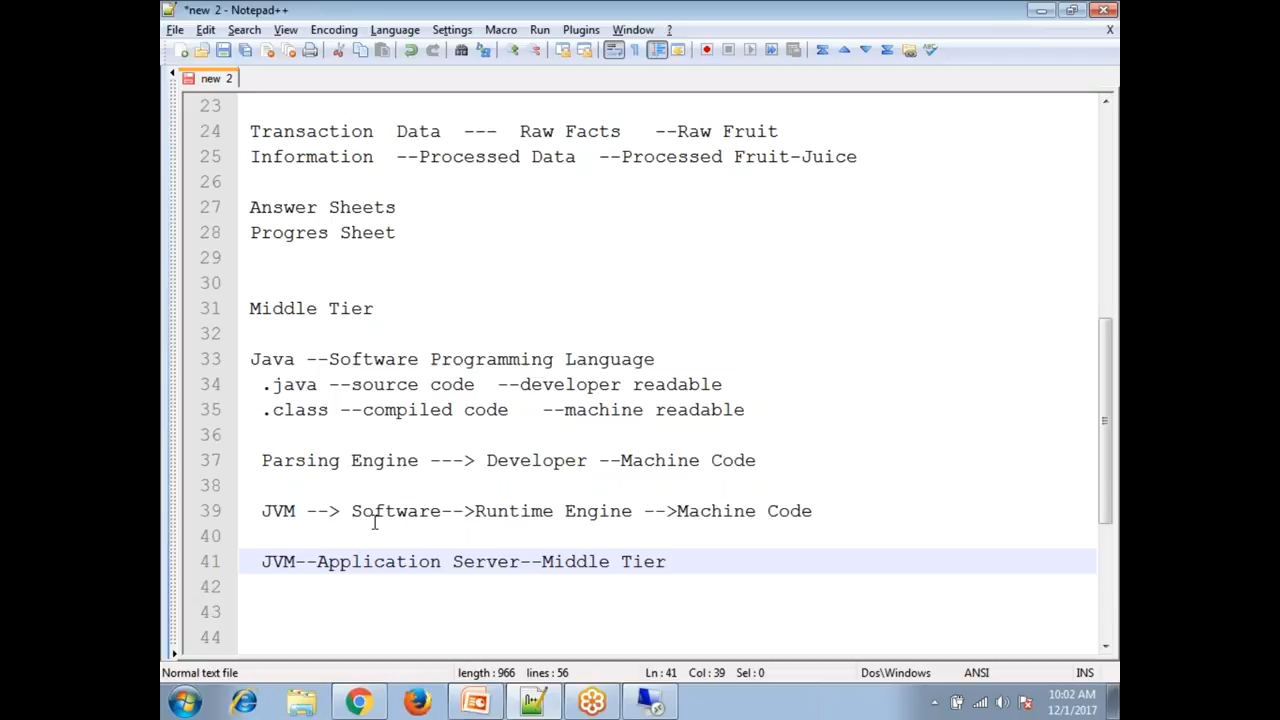 *new 2 - Notepad++
File Edit Search View Encoding Language Settings Macro Run Plugins Window ? X
new 2
23
24 Transaction Data --- Raw Facts --Raw Fruit
25 Information --Processed Data --Processed Fruit-Juice
26
27 Answer Sheets
28 Progres Sheet
29
30
31 Middle Tier
32
33 Java --Software Programming Language
34 .java --source code --developer readable
35 .class --compiled code --machine readable
36
37 Parsing Engine ---> Developer --Machine Code
38
39 JVM --> Software-->Runtime Engine -->Machine Code
40
41 JVM--Application Server--Middle Tier
42
43
44
Normal text file length : 966 lines : 56 Ln : 41 Col : 39 Sel : 0 Dos\Windows ANSI INS
10:02 AM
12/1/2017